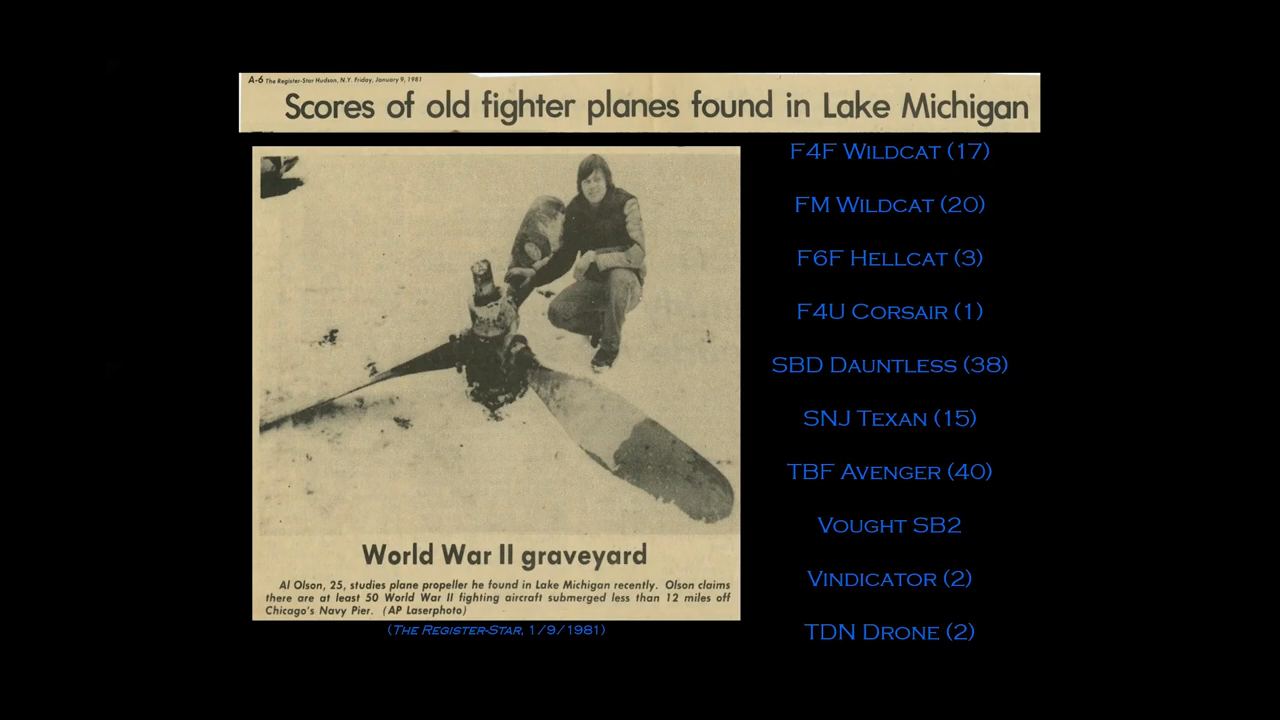 A-6 The Register-Star Hudson, N.Y. Friday, January 9, 1981
Scores of old fighter planes found in Lake Michigan
F4F Wildcat (17)
FM Wildcat (20)
F6F Hellcat (3)
F4U Corsair (1)
SBD Dauntless (38)
SNJ Texan (15)
TBF Avenger (40)
Vought SB2
Vindicator (2)
TDN Drone (2)
World War II graveyard
Al Olson, 25, studies plane propeller he found in Lake Michigan recently. Olson claims
there are at least 50 World War II fighting aircraft submerged less than 12 miles off
Chicago's Navy Pier. (AP Laserphoto)
(The Register-Star, 1/9/1981)